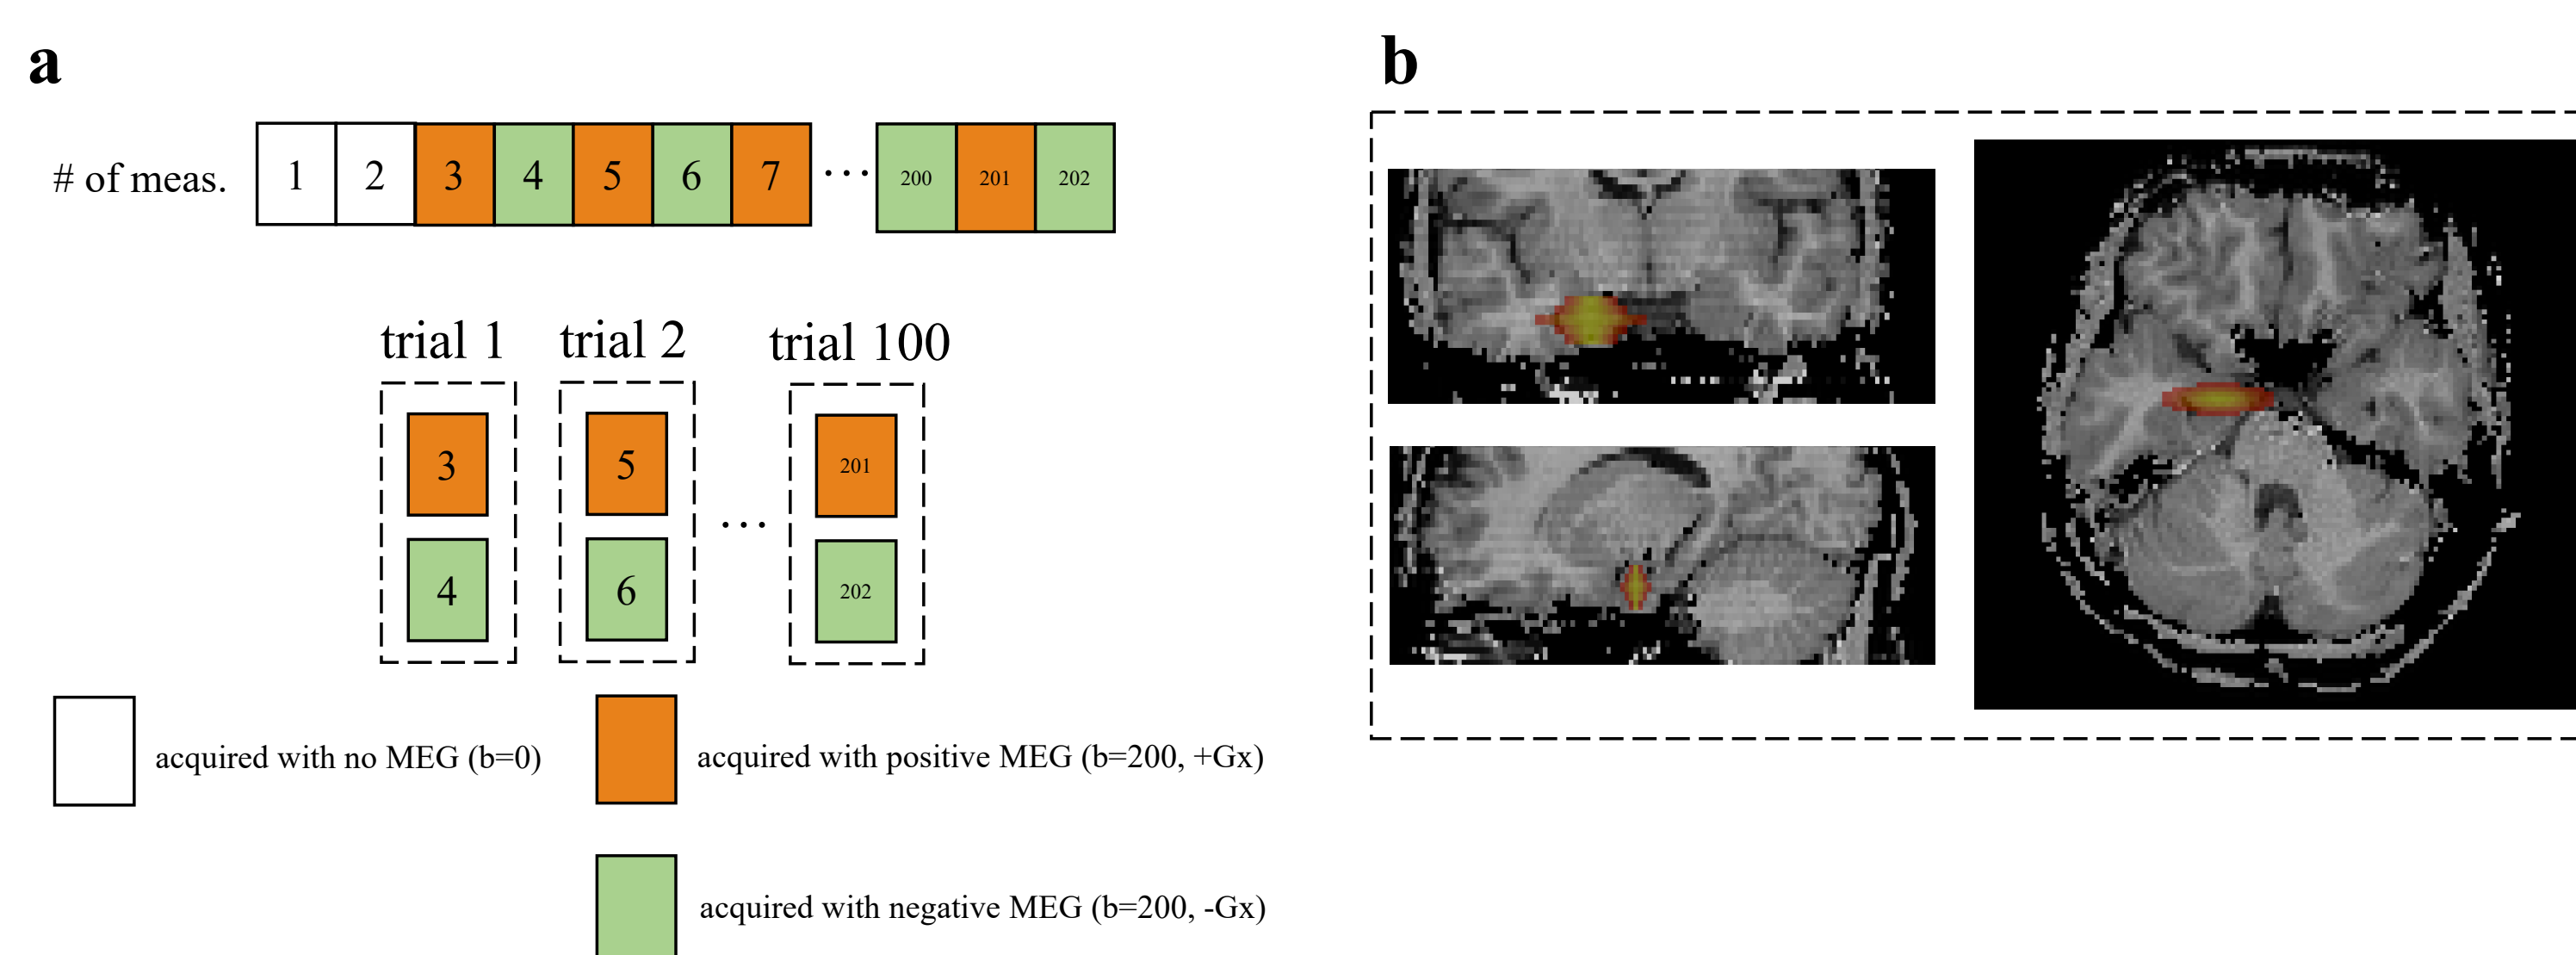 a
b
# of meas. 1 2 3 4 5 6 7 ... 200 201 202
trial 1 trial 2 trial 100
3 5 201
...
4 6 202
acquired with no MEG (b=0) acquired with positive MEG (b=200, +Gx)
acquired with negative MEG (b=200, -Gx)